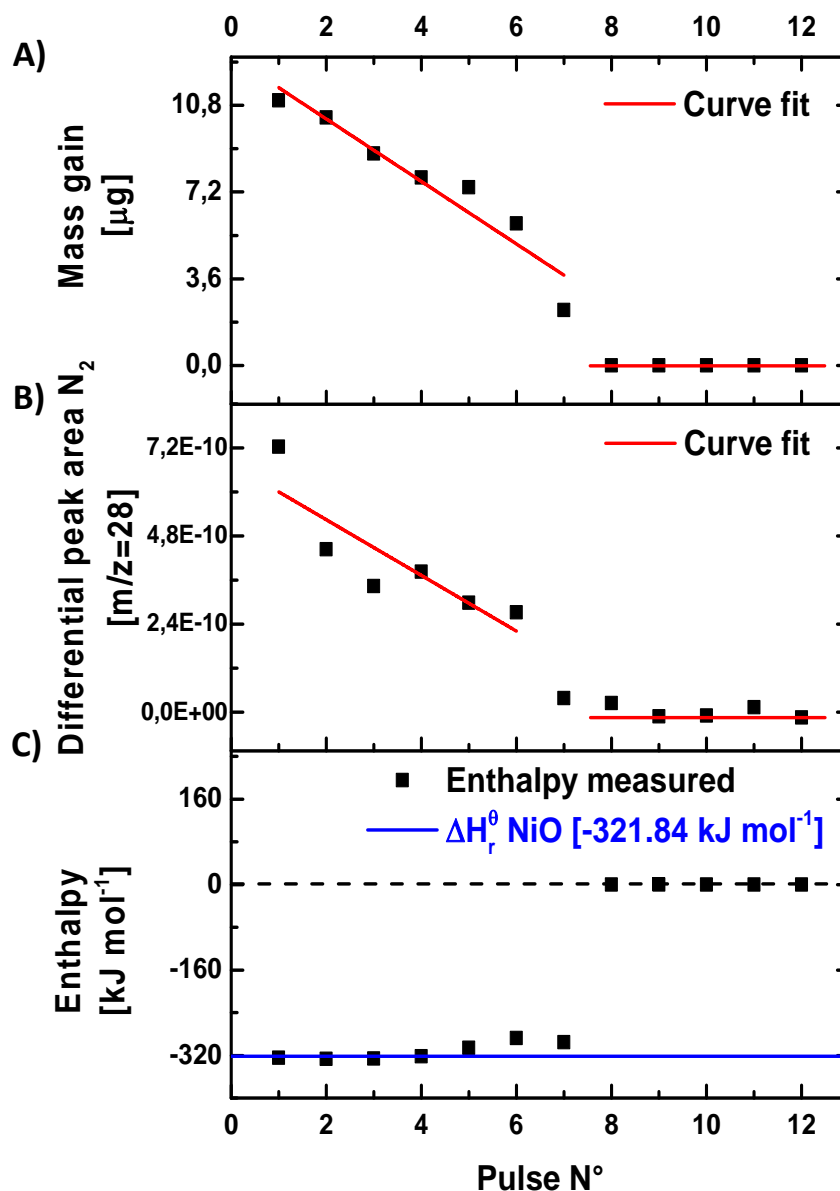 0 2 4 6 8 10 12
A)
Mass gain
[µg]
10,8
7,2
3,6
0,0
Curve fit
B)
Differential peak area N₂
[m/z=28]
7,2E-10
4,8E-10
2,4E-10
0,0E+00
Curve fit
C)
Enthalpy
[kJ mol⁻¹]
160
0
-160
-320
Enthalpy measured
ΔH_r^θ NiO [-321.84 kJ mol⁻¹]
0 2 4 6 8 10 12
Pulse N°